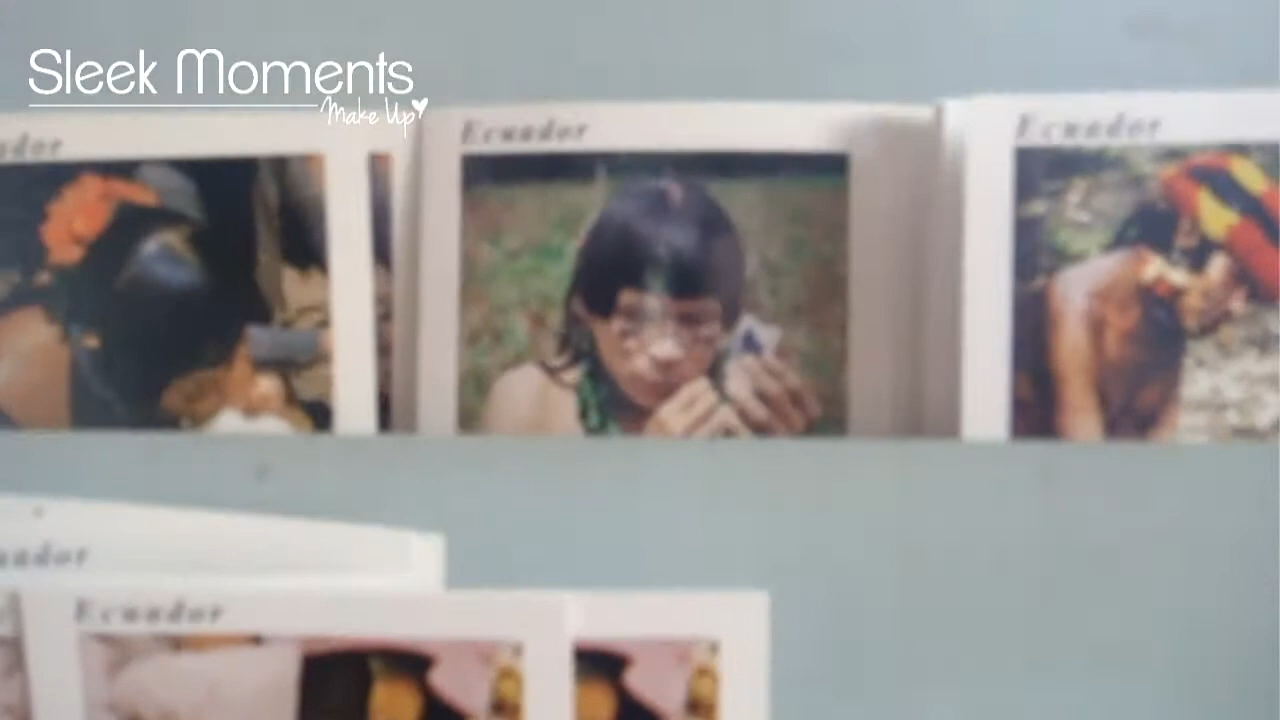 Sleek Moments
Make Up
Ecuador
Ecuador
Ecuador